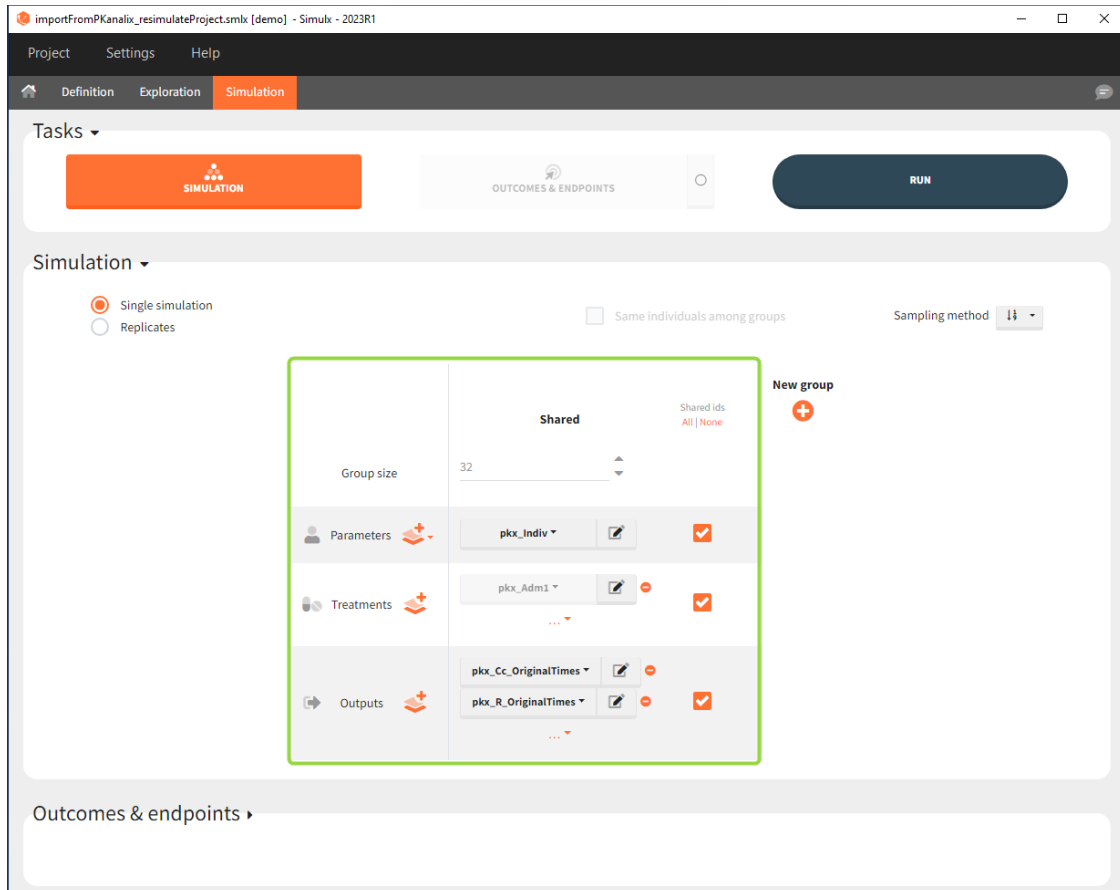 importFromPKanalix_resimulateProject.smlx [demo] - Simulx - 2023R1
Project Settings Help
Definition Exploration Simulation
Tasks
SIMULATION
OUTCOMES & ENDPOINTS
RUN
Simulation
Single simulation
Replicates
Same individuals among groups
Sampling method
New group
Shared
Shared ids
All | None
Group size
32
Parameters
pkx_Indiv
Treatments
pkx_Adm1
...
Outputs
pkx_Cc_OriginalTimes
pkx_R_OriginalTimes
...
Outcomes & endpoints